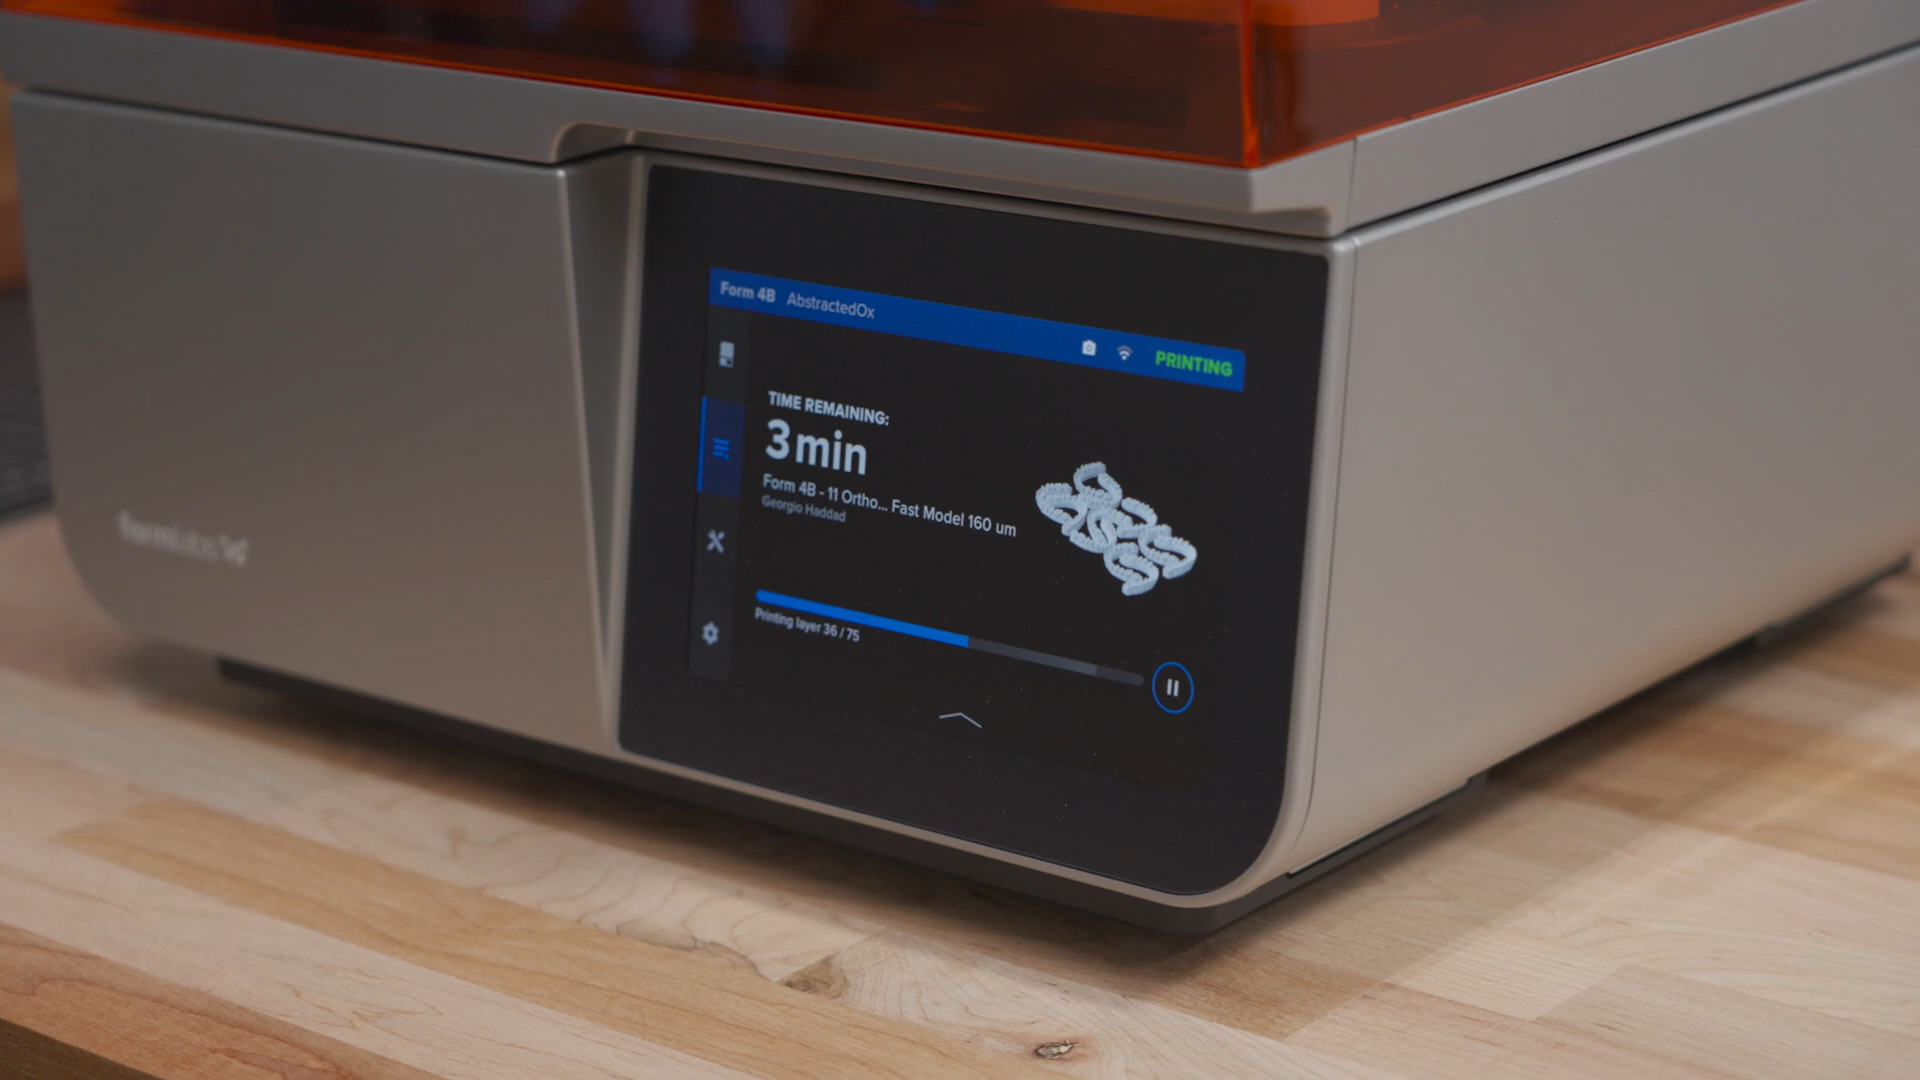 Form 4B AbstractedOx PRINTING
TIME REMAINING:
3 min
Form 4B - 11 Ortho... Fast Model 160 um
Georgio Haddad
Printing layer 36 / 75
formlabs